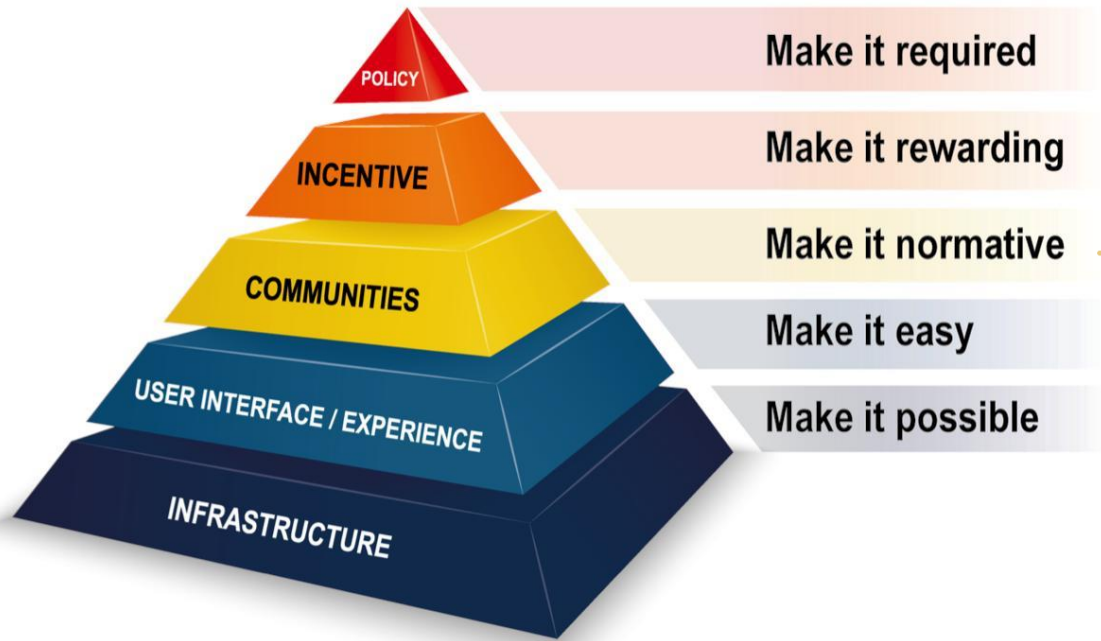 POLICY
Make it required
INCENTIVE
Make it rewarding
COMMUNITIES
Make it normative
USER INTERFACE / EXPERIENCE
Make it easy
INFRASTRUCTURE
Make it possible